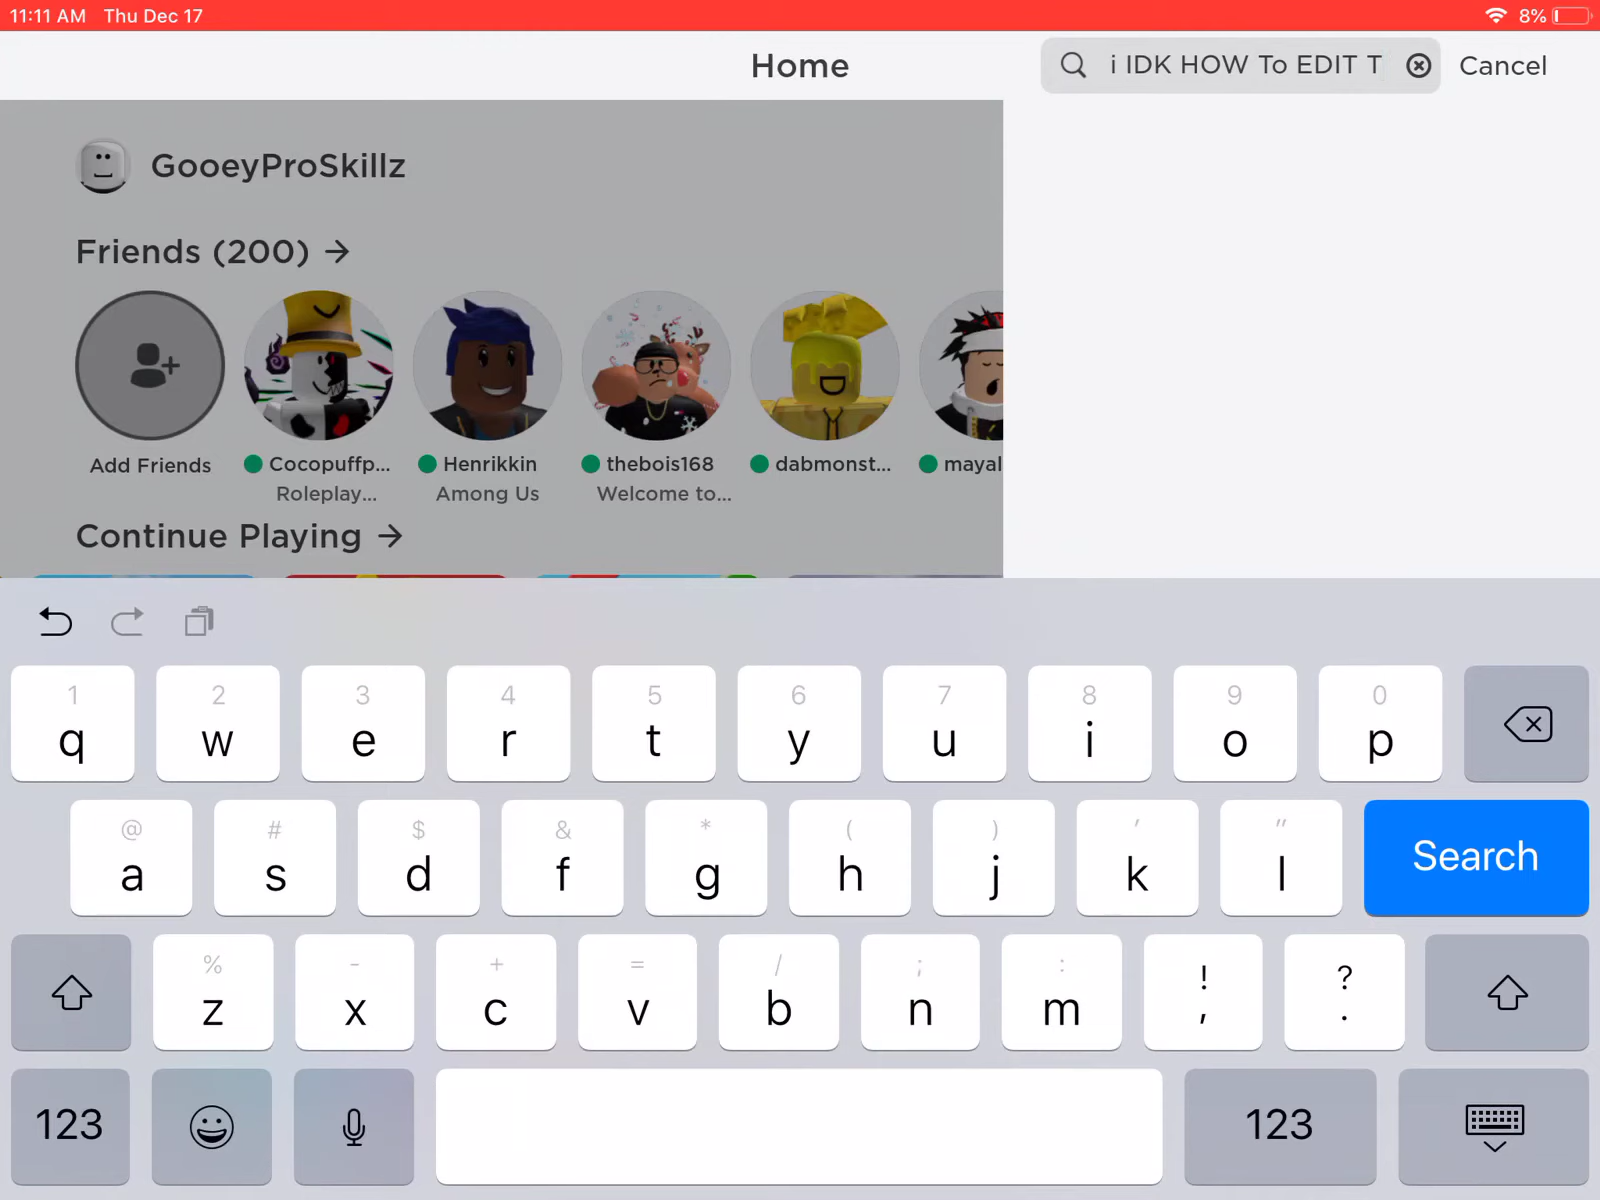 11:11 AM Thu Dec 17 8%
Home
i IDK HOW To EDIT T
Cancel
GooeyProSkillz
Friends (200) →
Add Friends
Cocopuffp...
Roleplay...
Henrikkin
Among Us
thebois168
Welcome to...
dabmonst...
mayal
Continue Playing →
1 2 3 4 5 6 7 8 9 0
q w e r t y u i o p
@ # $ & * ( ) ' "
a s d f g h j k l Search
% - + = / ; : ! ?
z x c v b n m , .
123 123